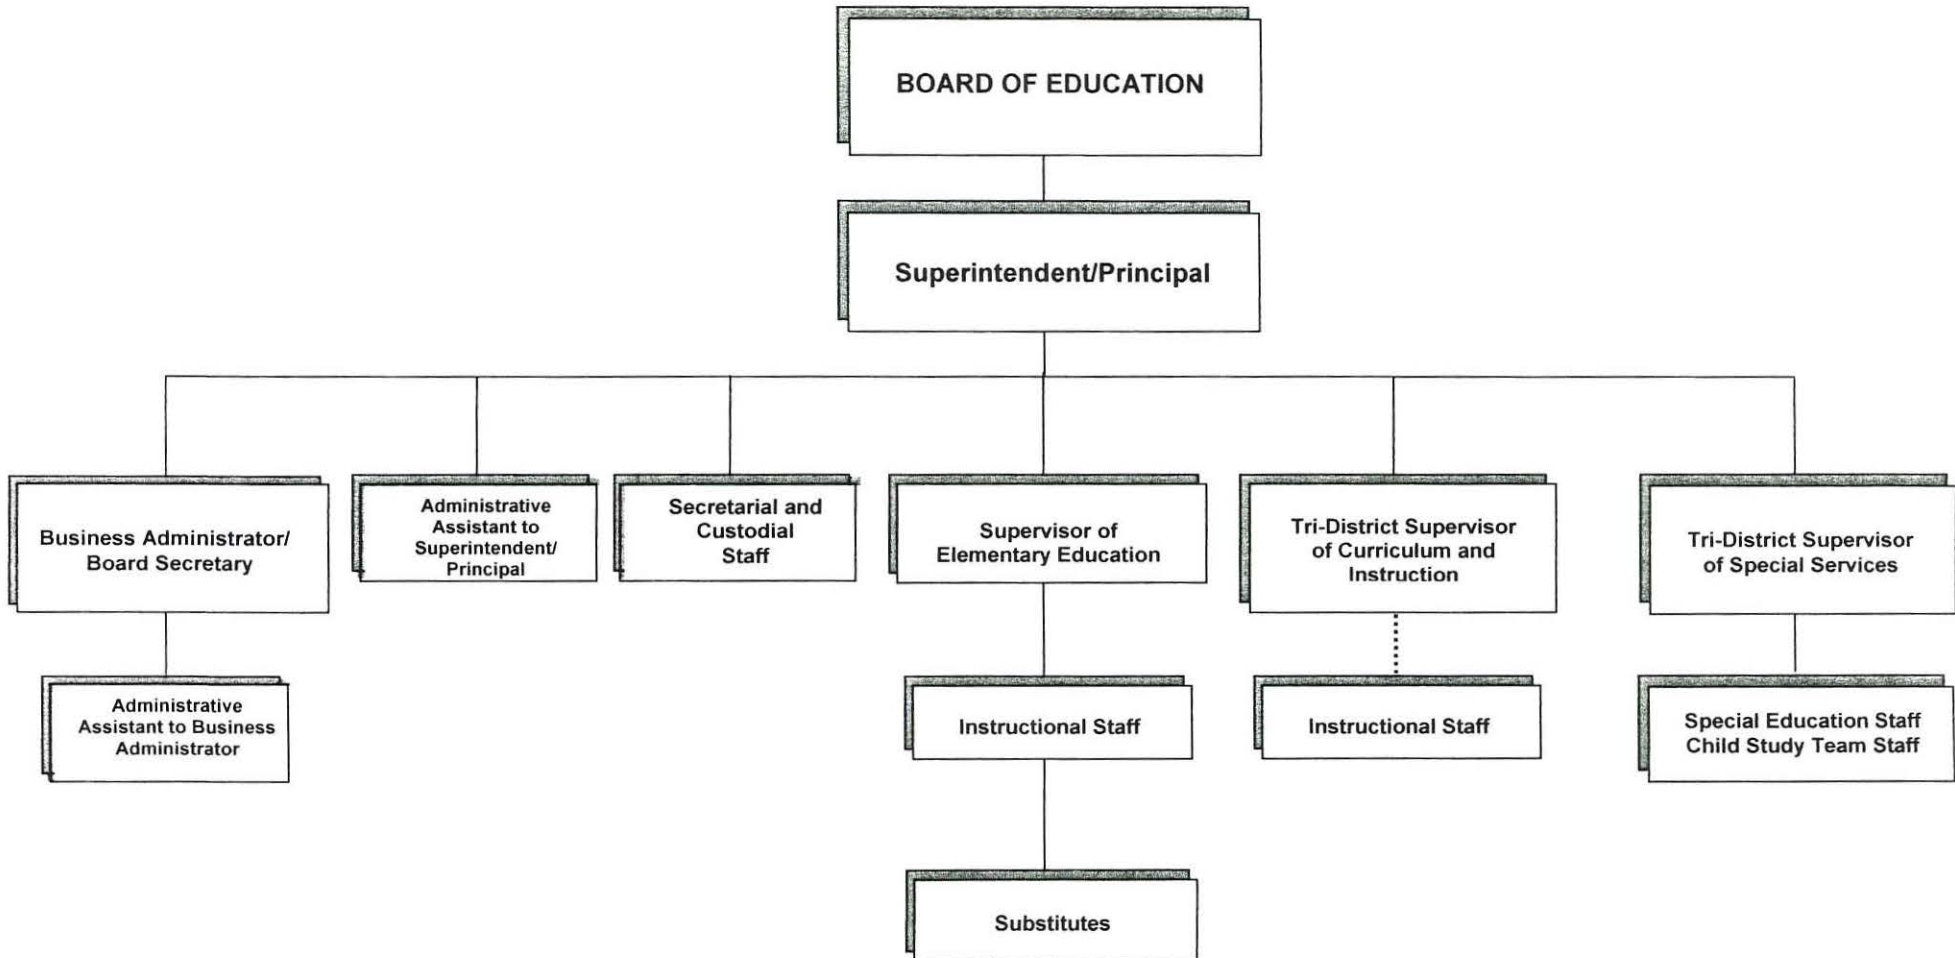 BOARD OF EDUCATION
Superintendent/Principal
Business Administrator/
Board Secretary
Administrative
Assistant to
Superintendent/
Principal
Secretarial and
Custodial
Staff
Supervisor of
Elementary Education
Tri-District Supervisor
of Curriculum and
Instruction
Tri-District Supervisor
of Special Services
Administrative
Assistant to Business
Administrator
Instructional Staff
Instructional Staff
Special Education Staff
Child Study Team Staff
Substitutes